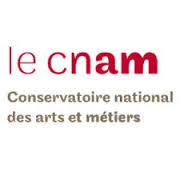 le cnam
Conservatoire national
des arts et métiers